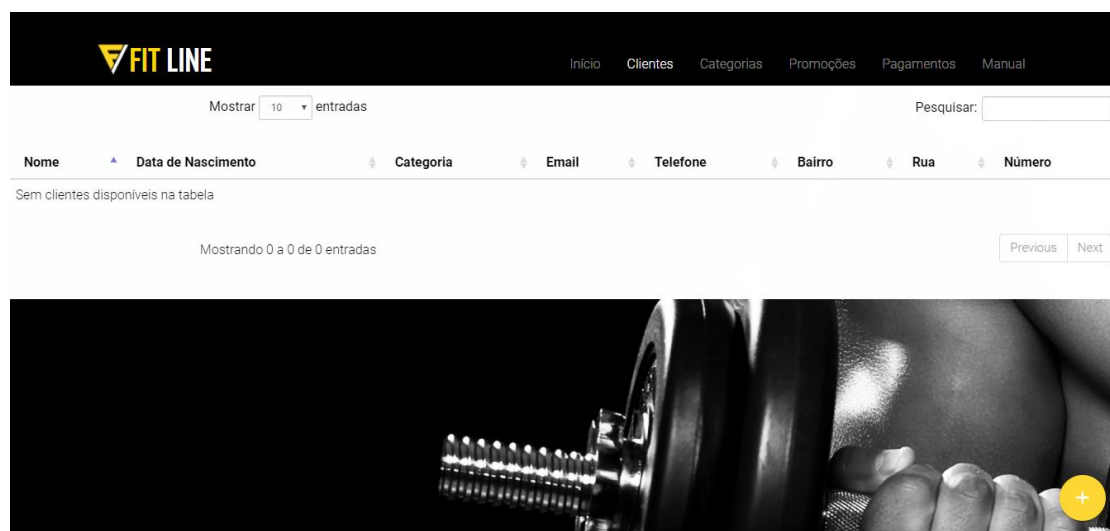 FIT LINE
Início Clientes Categorias Promoções Pagamentos Manual
Mostrar 10 entradas Pesquisar:
Nome Data de Nascimento Categoria Email Telefone Bairro Rua Número
Sem clientes disponíveis na tabela
Mostrando 0 a 0 de 0 entradas Previous Next
+